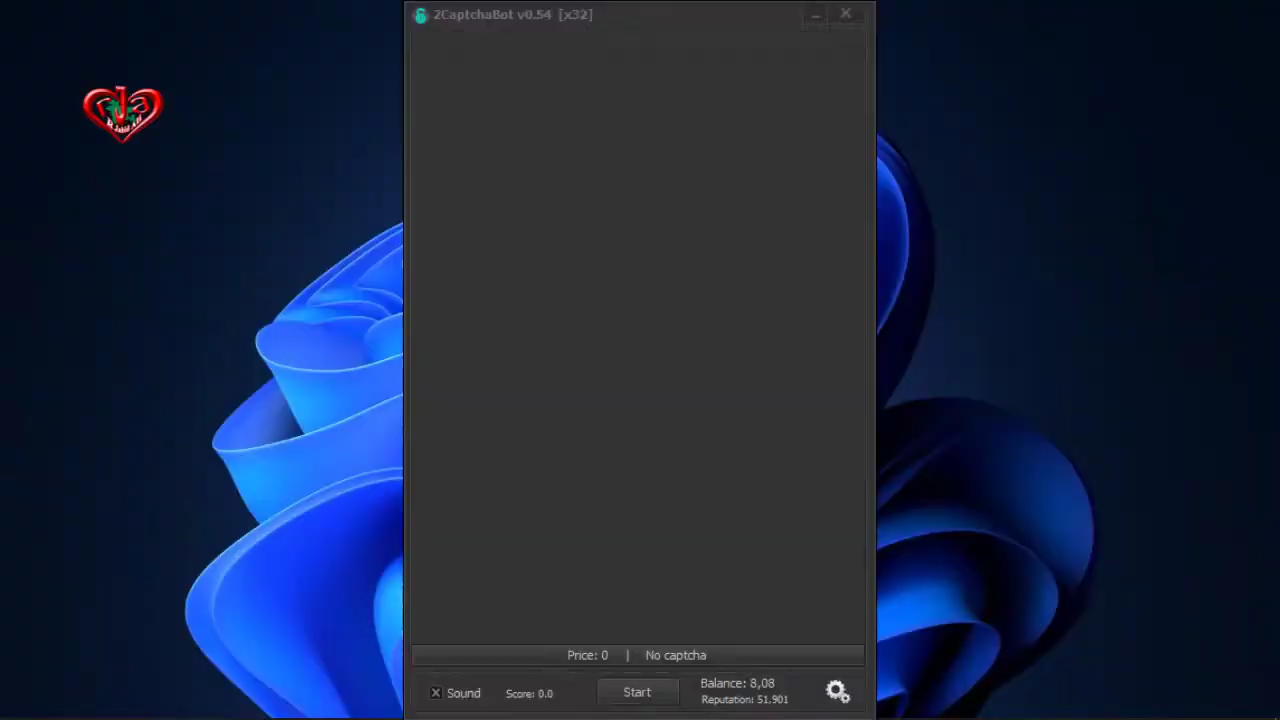 2CaptchaBot v0.54 [x32]
Price: 0 | No captcha
Sound
Score: 0.0
Start
Balance: 8,08
Reputation: 51,901